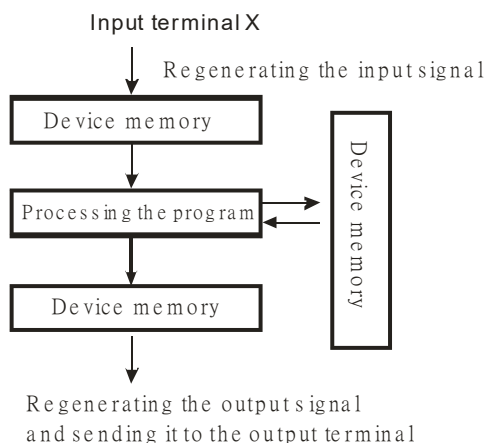 Input terminal X
Regenerating the input signal
Device memory
Processing the program
Device memory
Device memory
Regenerating the output signal
and sending it to the output terminal